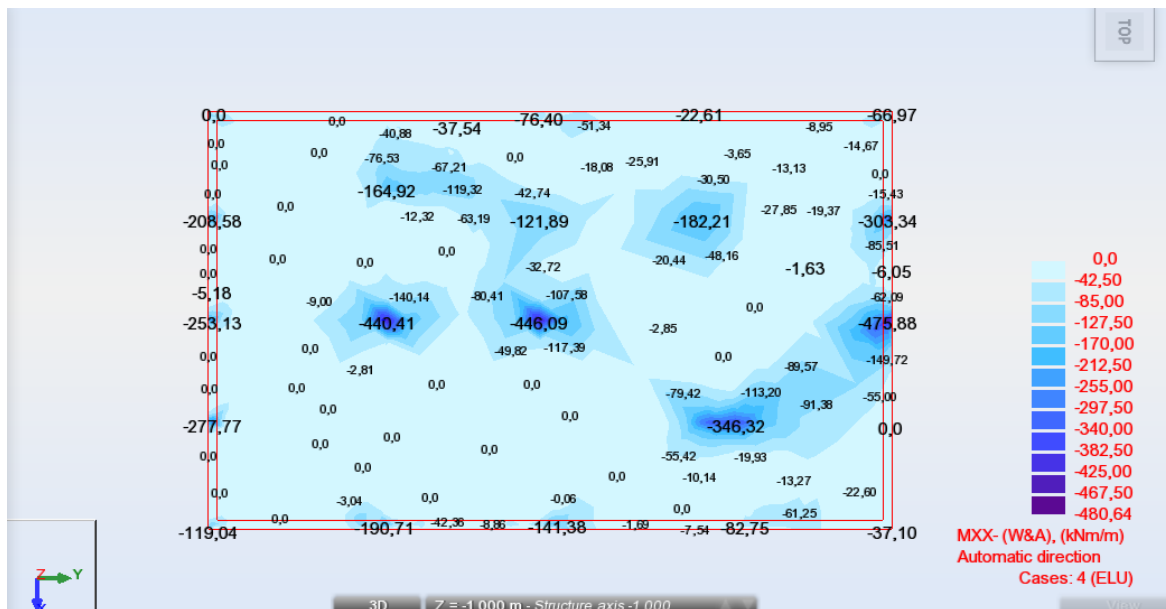 TOP
0,0 -76,40 -22,61 -66,97
0,0 -37,54 -51,34 -8,95
-40,88
0,0 -14,67
0,0 -76,53 0,0 -3,65
0,0 -67,21 -18,08 -25,91 -13,13
-30,50 0,0
0,0 -164,92 -119,32 -42,74 -15,43
0,0 -27,85 -19,37
-208,58 -12,32 -63,19 -121,89 -182,21 -303,34
0,0 0,0 -85,51
0,0 0,0 -20,44 -48,16
0,0 -32,72 -1,63 -6,05
-5,18 -9,00 -140,14 -80,41 -107,58 0,0 -62,09
-253,13 -440,41 -446,09 -2,85 -475,88
0,0 0,0 -49,82 -117,39 0,0 -149,72
-2,81 -89,57
0,0 0,0 0,0 0,0 -79,42 -113,20 -55,00
0,0 0,0 -91,38
-277,77 -346,32 0,0
0,0 0,0
0,0 0,0 -55,42 -19,93
0,0 0,0 -10,14 -13,27
0,0 -3,04 0,0 -0,06 -22,60
0,0 0,0 -61,25
-119,04 -190,71 -42,36 -8,86 -141,38 -1,69 -7,54 82,75 -37,10
0,0
-42,50
-85,00
-127,50
-170,00
-212,50
-255,00
-297,50
-340,00
-382,50
-425,00
-467,50
-480,64
MXX- (W&A), (kNm/m)
Automatic direction
Cases: 4 (ELU)
Z Y
3D Z = -1.000 m - Structure axis -1.000 View